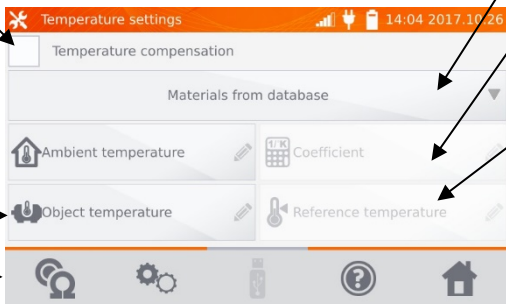 Temperature settings 14:04 2017.10.26
Temperature compensation
Materials from database
Ambient temperature
1/°K Coefficient
Object temperature
Reference temperature